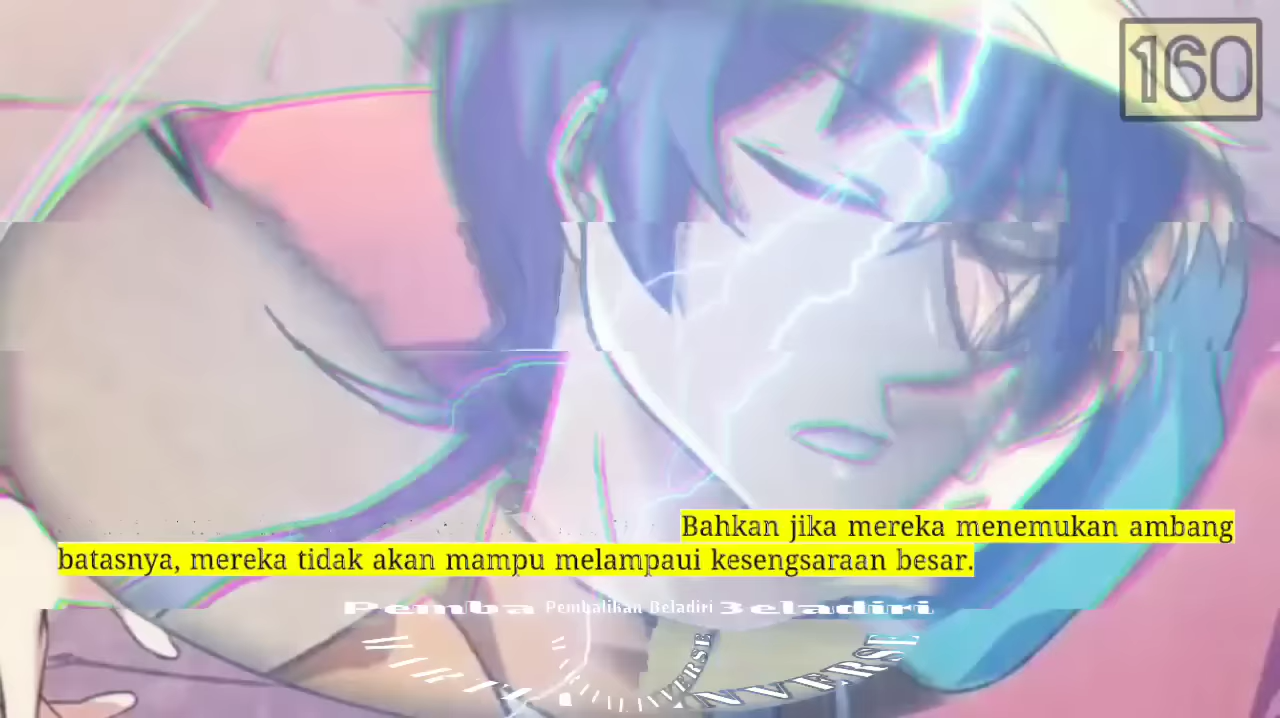 160
Bahkan jika mereka menemukan ambang
batasnya, mereka tidak akan mampu melampaui kesengsaraan besar.
Pembalikan Beladiri